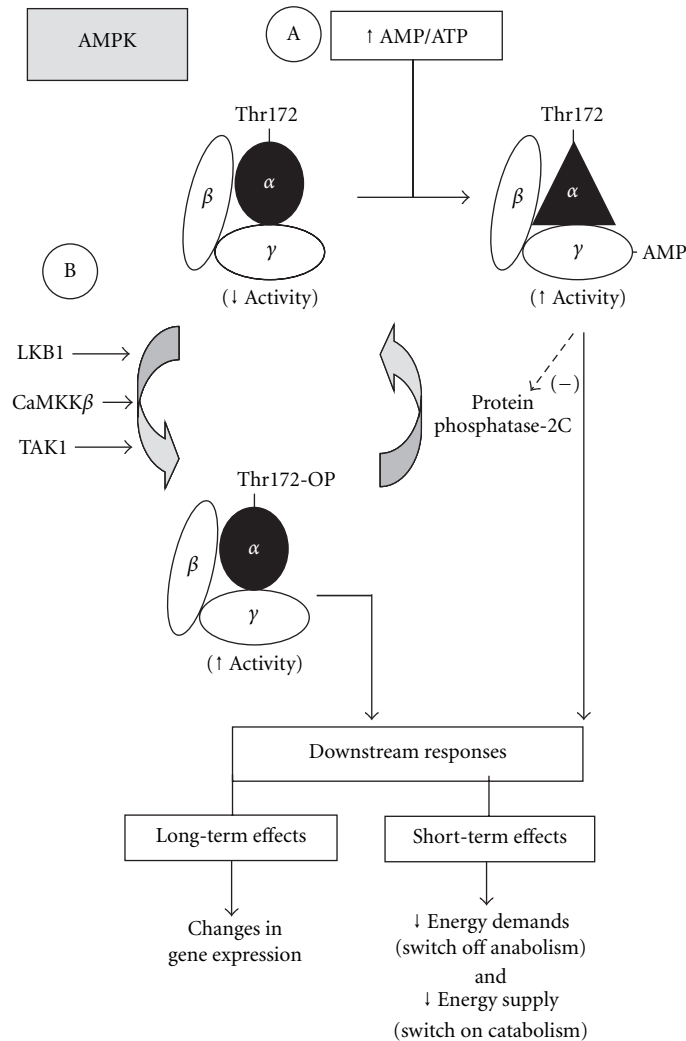 AMPK
A
↑ AMP/ATP
Thr172
α
β
γ
(↓ Activity)
Thr172
α
β
γ
AMP
(↑ Activity)
B
LKB1
CaMKKβ
TAK1
(−)
Protein
phosphatase-2C
Thr172-OP
α
β
γ
(↑ Activity)
Downstream responses
Long-term effects
Short-term effects
Changes in
gene expression
↓ Energy demands
(switch off anabolism)
and
↓ Energy supply
(switch on catabolism)